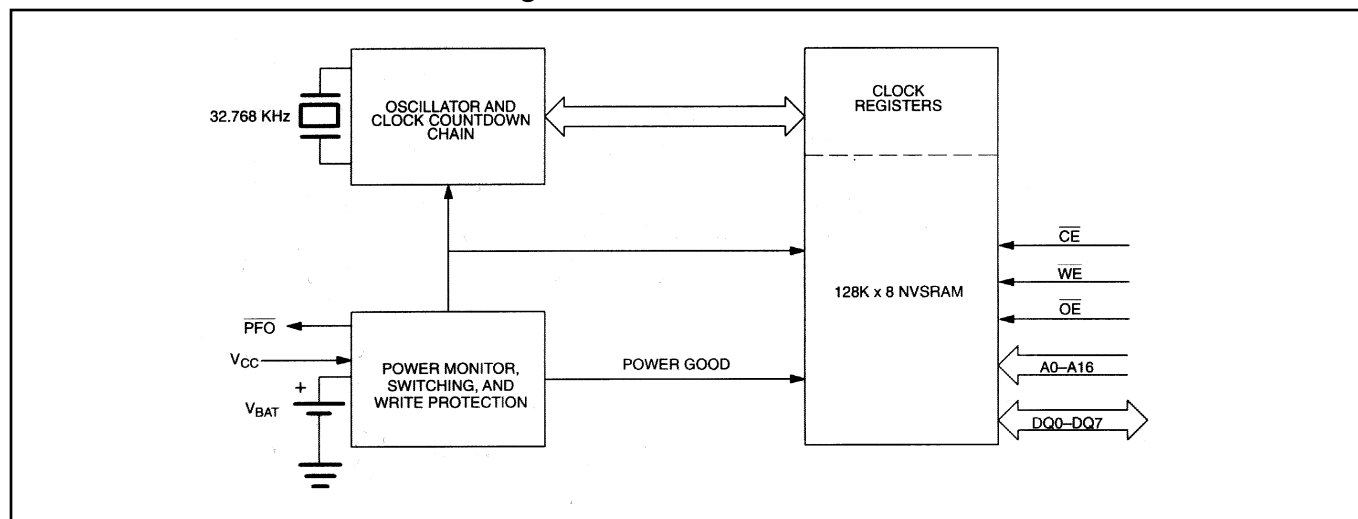 OSCILLATOR AND
CLOCK COUNTDOWN
CHAIN
32.768 KHz
CLOCK
REGISTERS
128K x 8 NVSRAM
CE
WE
OE
A0–A16
DQ0–DQ7
PFO
VCC
+
VBAT
POWER MONITOR,
SWITCHING, AND
WRITE PROTECTION
POWER GOOD